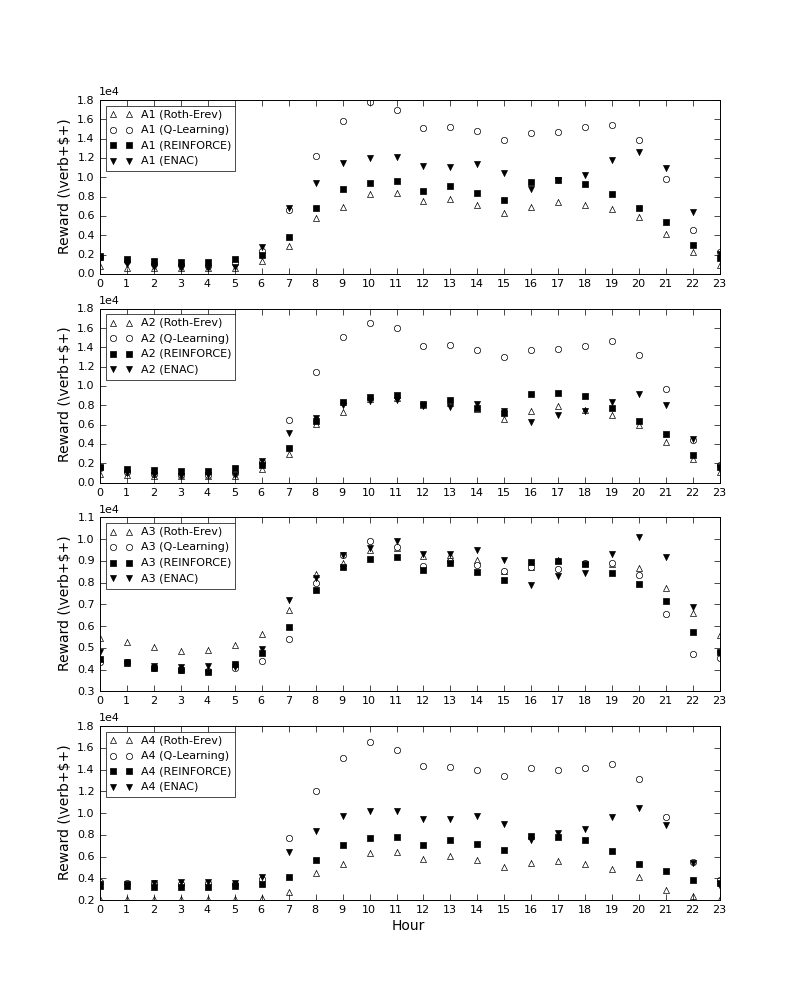 1e4
1.8
1.6
1.4
1.2
1.0
0.8
0.6
0.4
0.2
0.0
Reward (\verb+$+)
A1 (Roth-Erev)
A1 (Q-Learning)
A1 (REINFORCE)
A1 (ENAC)
0 1 2 3 4 5 6 7 8 9 10 11 12 13 14 15 16 17 18 19 20 21 22 23
1e4
1.8
1.6
1.4
1.2
1.0
0.8
0.6
0.4
0.2
0.0
Reward (\verb+$+)
A2 (Roth-Erev)
A2 (Q-Learning)
A2 (REINFORCE)
A2 (ENAC)
0 1 2 3 4 5 6 7 8 9 10 11 12 13 14 15 16 17 18 19 20 21 22 23
1e4
1.1
1.0
0.9
0.8
0.7
0.6
0.5
0.4
0.3
Reward (\verb+$+)
A3 (Roth-Erev)
A3 (Q-Learning)
A3 (REINFORCE)
A3 (ENAC)
0 1 2 3 4 5 6 7 8 9 10 11 12 13 14 15 16 17 18 19 20 21 22 23
1e4
1.8
1.6
1.4
1.2
1.0
0.8
0.6
0.4
0.2
Reward (\verb+$+)
A4 (Roth-Erev)
A4 (Q-Learning)
A4 (REINFORCE)
A4 (ENAC)
0 1 2 3 4 5 6 7 8 9 10 11 12 13 14 15 16 17 18 19 20 21 22 23
Hour